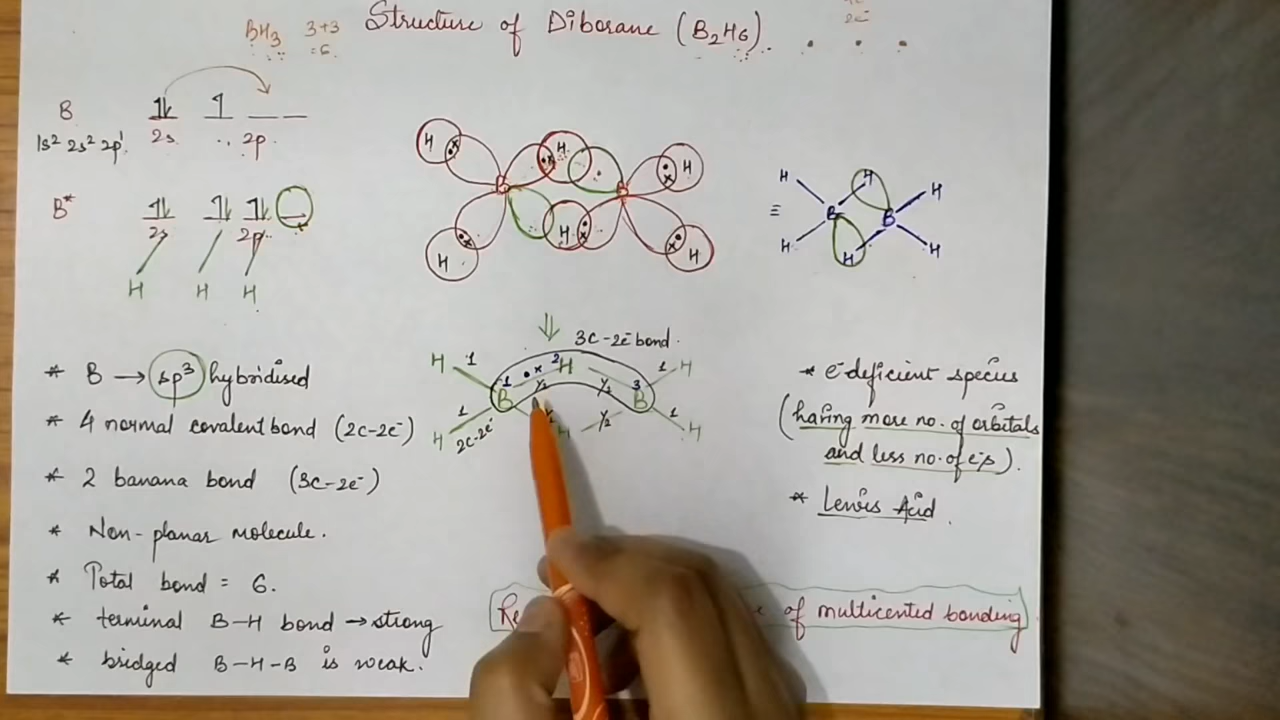 Structure of Diborane (B2H6).
BH3 3+3
=6.
2e-
B
2s 2p
1s² 2s² 2p¹
B*
2s 2p
H H H
H H H
B B
H H H
H H H
≡ B B
H H H
3c-2e- bond.
H 1 1 2 H 1 H
B ½ ½ 3 B
1 ½ ½ 1
H 2c-2e- H H
* B → sp³ hybridised
* 4 normal covalent bond (2c-2e-)
* 2 banana bond (3c-2e-)
* Non-planar molecule.
* Total bond = 6.
* terminal B-H bond → strong
* bridged B-H-B is weak.
* e- deficient species
(having more no. of orbitals
and less no. of e-s).
* Lewis Acid.
of multicented bonding